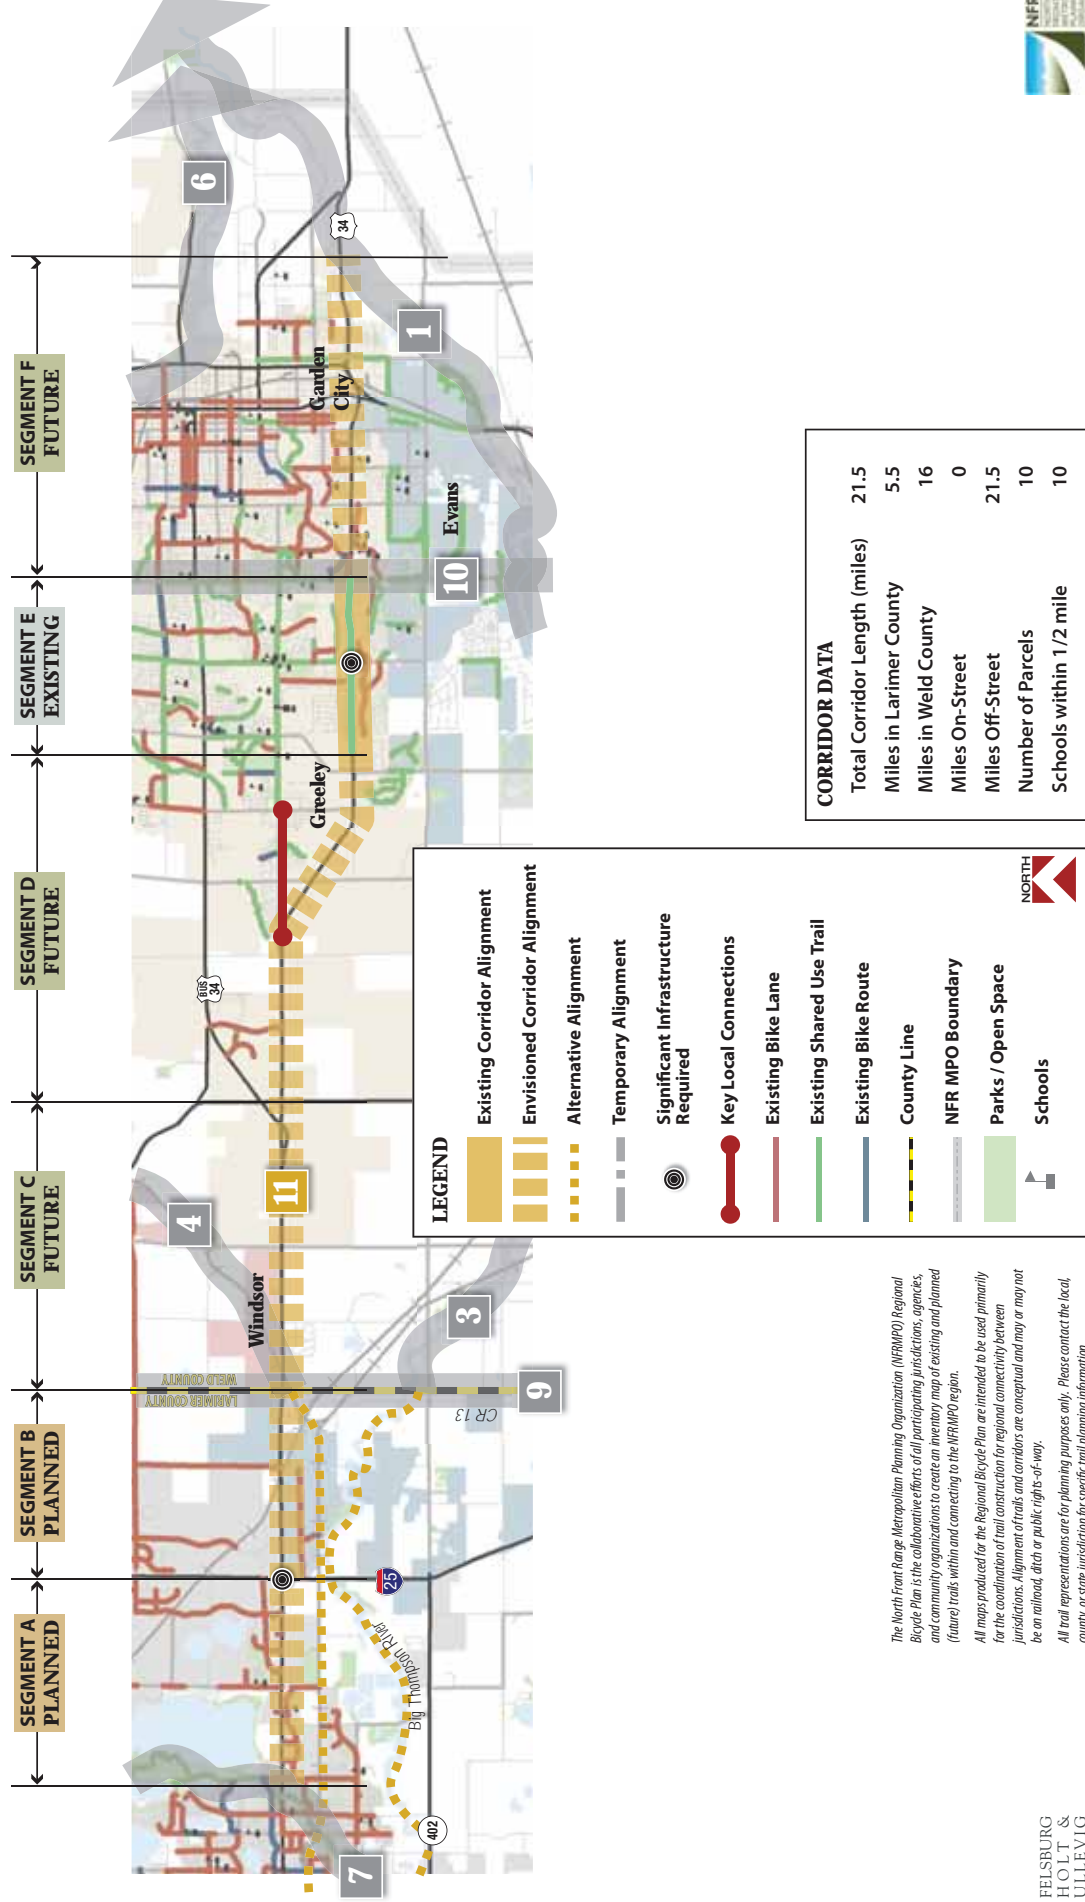 SEGMENT A
PLANNED
SEGMENT B
PLANNED
SEGMENT C
FUTURE
SEGMENT D
FUTURE
SEGMENT E
EXISTING
SEGMENT F
FUTURE
7
402
Big Thompson River
25
LARIMER COUNTY
WELD COUNTY
CR 13
9
3
4
Windsor
11
BUS
34
Greeley
10
Evans
Garden
City
1
6
34
LEGEND
Existing Corridor Alignment
Envisioned Corridor Alignment
Alternative Alignment
Temporary Alignment
Significant Infrastructure
Required
Key Local Connections
Existing Bike Lane
Existing Shared Use Trail
Existing Bike Route
County Line
NFR MPO Boundary
Parks / Open Space
Schools
NORTH
CORRIDOR DATA
Total Corridor Length (miles) 21.5
Miles in Larimer County 5.5
Miles in Weld County 16
Miles On-Street 0
Miles Off-Street 21.5
Number of Parcels 10
Schools within 1/2 mile 10
The North Front Range Metropolitan Planning Organization (NFRMPO) Regional
Bicycle Plan is the collaborative efforts of all participating jurisdictions, agencies,
and community organizations to create an inventory map of existing and planned
(future) trails within and connecting to the NFRMPO region.
All maps produced for the Regional Bicycle Plan are intended to be used primarily
for the coordination of trail construction for regional connectivity between
jurisdictions. Alignment of trails and corridors are conceptual and may or may not
be on railroad, ditch or public rights-of-way.
All trail representations are for planning purposes only. Please contact the local,
county, or state jurisdiction for specific trail planning information
FELSBURG
HOLT &
ULLEVIG
NFR